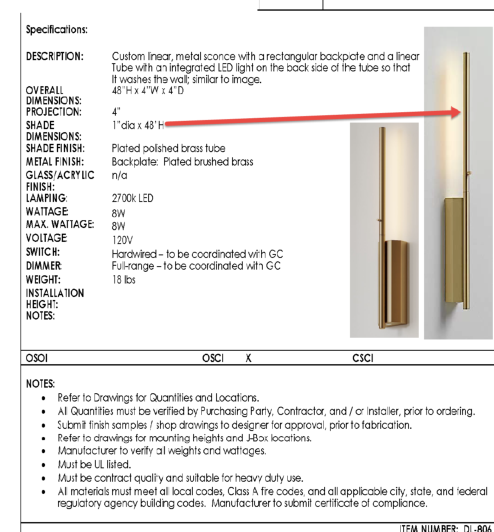 Specifications:
DESCRIPTION: Custom linear, metal sconce with a rectangular backplate and a linear
Tube with an integrated LED light on the back side of the tube so that
It washes the wall; similar to image.
OVERALL DIMENSIONS: 48"H x 4"W x 4"D
PROJECTION: 4"
SHADE DIMENSIONS: 1"dia x 48"H
SHADE FINISH: Plated polished brass tube
METAL FINISH: Backplate: Plated brushed brass
GLASS/ACRYLIC FINISH: n/a
LAMPING: 2700k LED
WATTAGE: 8W
MAX. WATTAGE: 8W
VOLTAGE: 120V
SWITCH: Hardwired – to be coordinated with GC
DIMMER: Full-range – to be coordinated with GC
WEIGHT: 18 lbs
INSTALLATION HEIGHT:
NOTES:
OSOI OSCI X CSCI
NOTES:
• Refer to Drawings for Quantities and Locations.
• All Quantities must be verified by Purchasing Party, Contractor, and / or Installer, prior to ordering.
• Submit finish samples / shop drawings to designer for approval, prior to fabrication.
• Refer to drawings for mounting heights and J-Box locations.
• Manufacturer to verify all weights and wattages.
• Must be UL listed.
• Must be contract quality and suitable for heavy duty use.
• All materials must meet all local codes, Class A fire codes, and all applicable city, state, and federal
regulatory agency building codes. Manufacturer to submit certificate of compliance.
ITEM NUMBER: DL-806